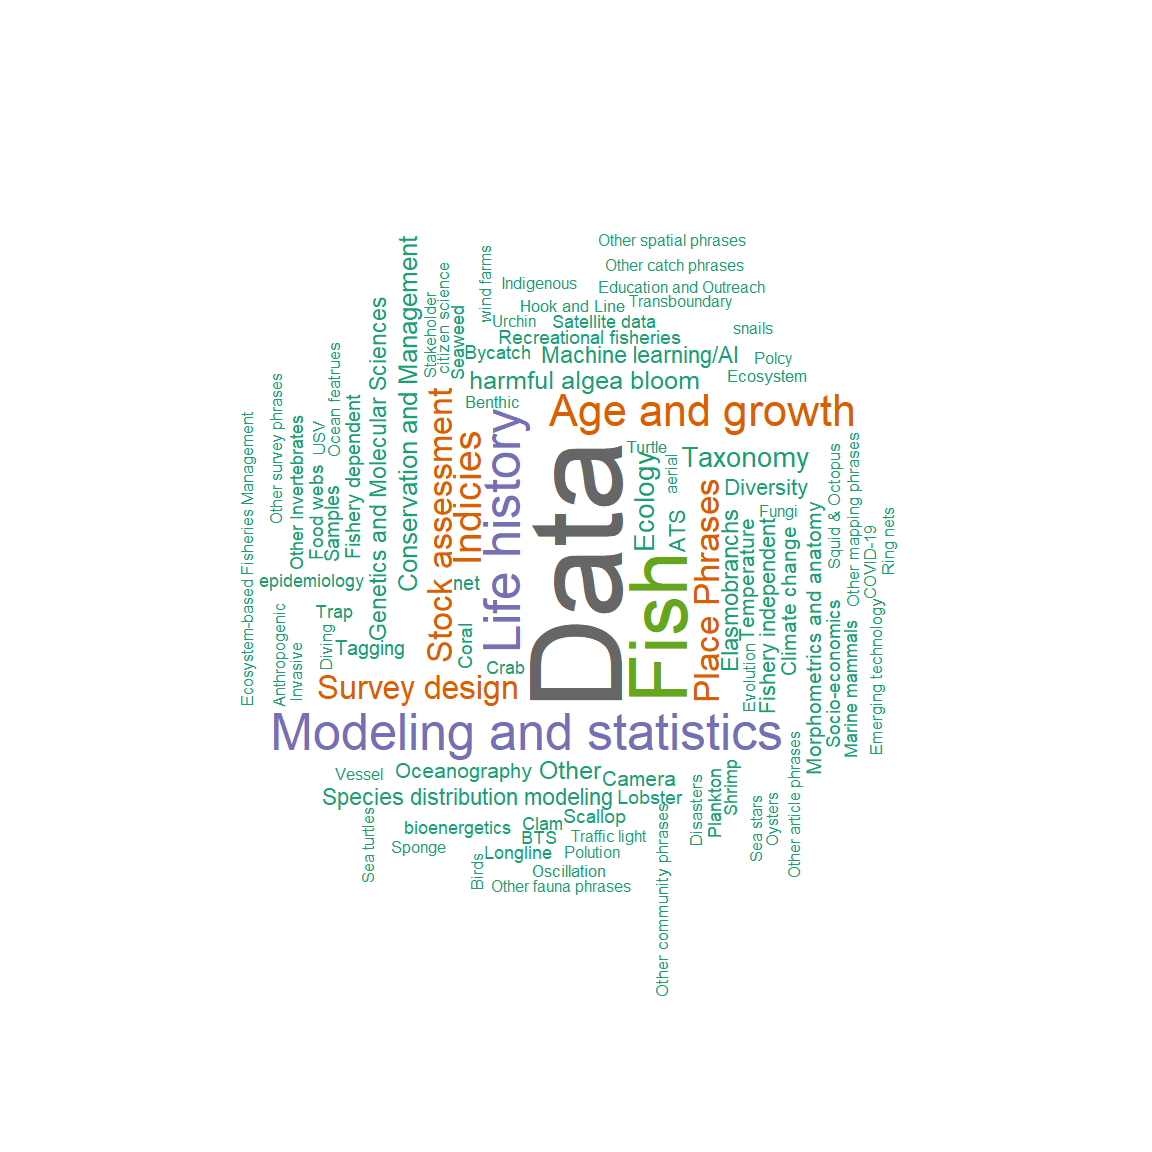 Other spatial phrases
Other catch phrases
Education and Outreach
Transboundary
Indigenous
Hook and Line
Urchin
Satellite data
snails
Recreational fisheries
Bycatch
Machine learning/AI
Polcy
Ecosystem
harmful algea bloom
Benthic
Age and growth
wind farms
citizen science
Stakeholder
Seaweed
Conservation and Management
Genetics and Molecular Sciences
Ocean featrues
Other survey phrases
Ecosystem-based Fisheries Management
Other Invertebrates
USV
Food webs
Samples
Fishery dependent
Stock assessment
Indicies
Life history
Data
Fish
Turtle
Ecology
aerial
ATS
Taxonomy
Diversity
Fungi
Place Phrases
Elasmobranchs
Temperature
Evolution
Fishery independent
Climate change
Morphometrics and anatomy
Squid & Octopus
Other mapping phrases
COVID-19
Ring nets
Socio-economics
Marine mammals
Emerging technology
epidemiology
net
Trap
Anthropogenic
Invasive
Diving
Tagging
Coral
Crab
Survey design
Modeling and statistics
Vessel
Oceanography
Other
Camera
Species distribution modeling
Lobster
Disasters
Plankton
Shrimp
Sea stars
Oysters
Other article phrases
Sea turtles
bioenergetics
Clam
Scallop
BTS
Traffic light
Sponge
Birds
Longline
Polution
Oscillation
Other fauna phrases
Other community phrases